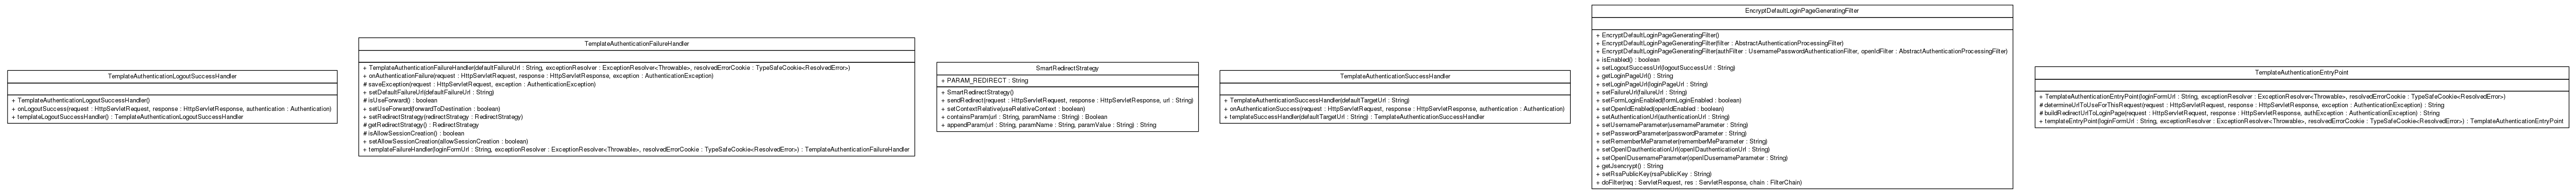 TemplateAuthenticationLogoutSuccessHandler
+ TemplateAuthenticationLogoutSuccessHandler()
+ onLogoutSuccess(request : HttpServletRequest, response : HttpServletResponse, authentication : Authentication)
+ templateLogoutSuccessHandler() : TemplateAuthenticationLogoutSuccessHandler
TemplateAuthenticationFailureHandler
+ TemplateAuthenticationFailureHandler(defaultFailureUrl : String, exceptionResolver : ExceptionResolver<Throwable>, resolvedErrorCookie : TypeSafeCookie<ResolvedError>)
+ onAuthenticationFailure(request : HttpServletRequest, response : HttpServletResponse, exception : AuthenticationException)
# saveException(request : HttpServletRequest, exception : AuthenticationException)
+ setDefaultFailureUrl(defaultFailureUrl : String)
# isUseForward() : boolean
+ setUseForward(forwardToDestination : boolean)
+ setRedirectStrategy(redirectStrategy : RedirectStrategy)
# getRedirectStrategy() : RedirectStrategy
# isAllowSessionCreation() : boolean
+ setAllowSessionCreation(allowSessionCreation : boolean)
+ templateFailureHandler(loginFormUrl : String, exceptionResolver : ExceptionResolver<Throwable>, resolvedErrorCookie : TypeSafeCookie<ResolvedError>) : TemplateAuthenticationFailureHandler
SmartRedirectStrategy
+ PARAM_REDIRECT : String
+ SmartRedirectStrategy()
+ sendRedirect(request : HttpServletRequest, response : HttpServletResponse, url : String)
+ setContextRelative(useRelativeContext : boolean)
+ containsParam(url : String, paramName : String) : Boolean
+ appendParam(url : String, paramName : String, paramValue : String) : String
TemplateAuthenticationSuccessHandler
+ TemplateAuthenticationSuccessHandler(defaultTargetUrl : String)
+ onAuthenticationSuccess(request : HttpServletRequest, response : HttpServletResponse, authentication : Authentication)
+ templateSuccessHandler(defaultTargetUrl : String) : TemplateAuthenticationSuccessHandler
EncryptDefaultLoginPageGeneratingFilter
+ EncryptDefaultLoginPageGeneratingFilter()
+ EncryptDefaultLoginPageGeneratingFilter(filter : AbstractAuthenticationProcessingFilter)
+ EncryptDefaultLoginPageGeneratingFilter(authFilter : UsernamePasswordAuthenticationFilter, openIdFilter : AbstractAuthenticationProcessingFilter)
+ isEnabled() : boolean
+ setLogoutSuccessUrl(logoutSuccessUrl : String)
+ getLoginPageUrl() : String
+ setLoginPageUrl(loginPageUrl : String)
+ setFailureUrl(failureUrl : String)
+ setFormLoginEnabled(formLoginEnabled : boolean)
+ setOpenIdEnabled(openIdEnabled : boolean)
+ setAuthenticationUrl(authenticationUrl : String)
+ setUsernameParameter(usernameParameter : String)
+ setPasswordParameter(passwordParameter : String)
+ setRememberMeParameter(rememberMeParameter : String)
+ setOpenIDauthenticationUrl(openIDauthenticationUrl : String)
+ setOpenIDusernameParameter(openIDusernameParameter : String)
+ getJsencrypt() : String
+ setRsaPublicKey(rsaPublicKey : String)
+ doFilter(req : ServletRequest, res : ServletResponse, chain : FilterChain)
TemplateAuthenticationEntryPoint
+ TemplateAuthenticationEntryPoint(loginFormUrl : String, exceptionResolver : ExceptionResolver<Throwable>, resolvedErrorCookie : TypeSafeCookie<ResolvedError>)
# determineUrlToUseForThisRequest(request : HttpServletRequest, response : HttpServletResponse, exception : AuthenticationException) : String
# buildRedirectUrlToLoginPage(request : HttpServletRequest, response : HttpServletResponse, authException : AuthenticationException) : String
+ templateEntryPoint(loginFormUrl : String, exceptionResolver : ExceptionResolver<Throwable>, resolvedErrorCookie : TypeSafeCookie<ResolvedError>) : TemplateAuthenticationEntryPoint